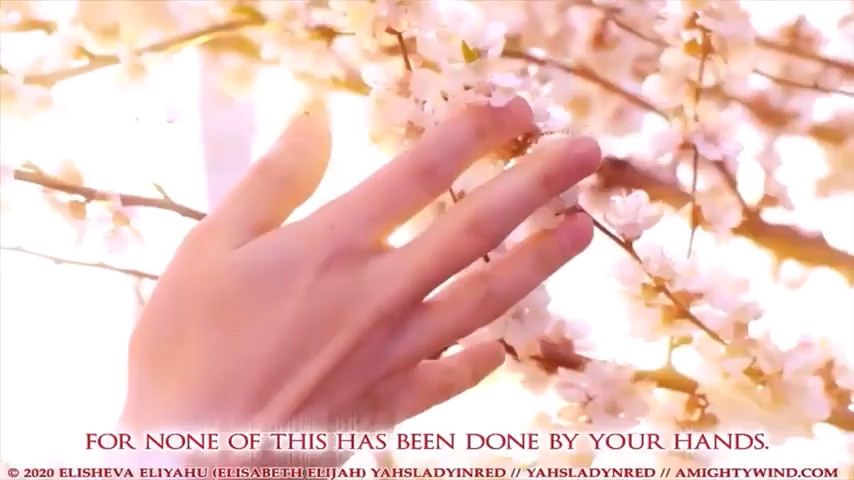 FOR NONE OF THIS HAS BEEN DONE BY YOUR HANDS.
© 2020 ELISHEVA ELIYAHU (ELISABETH ELIJAH) YAHSLADYINRED // YAHSLADYNRED // AMIGHTYWIND.COM